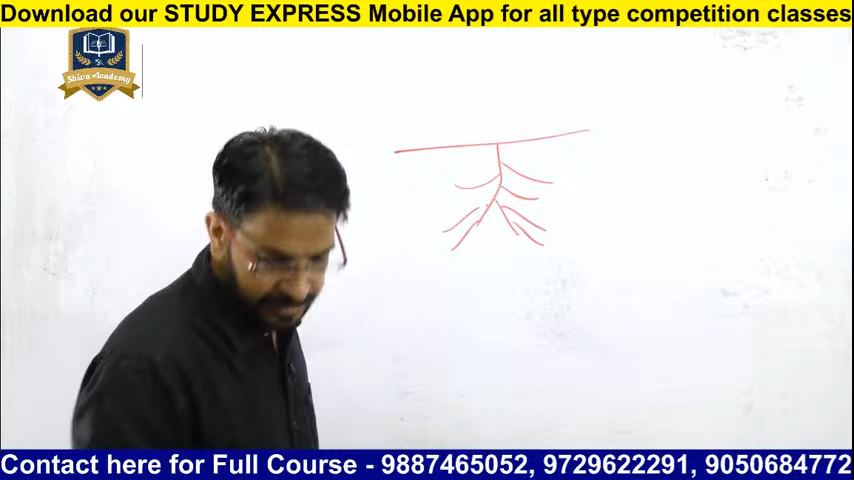 Download our STUDY EXPRESS Mobile App for all type competition classes
Shiva Academy
Contact here for Full Course - 9887465052, 9729622291, 9050684772